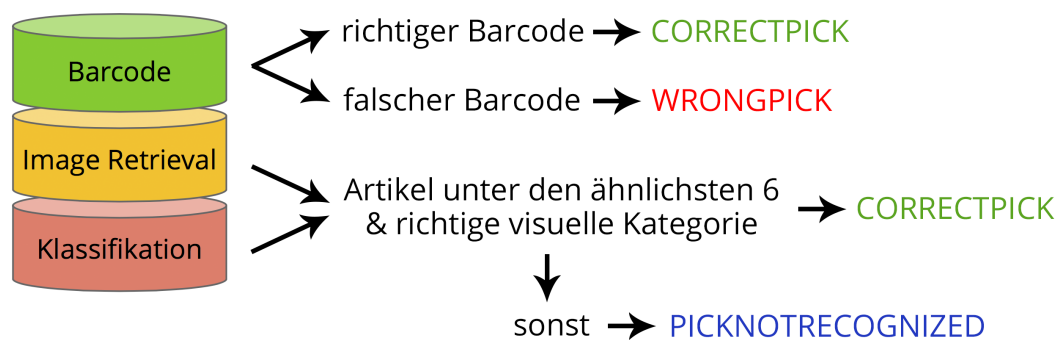 Barcode
richtiger Barcode
CORRECTPICK
falscher Barcode
WRONGPICK
Image Retrieval
Artikel unter den ähnlichsten 6
& richtige visuelle Kategorie
CORRECTPICK
Klassifikation
sonst
PICKNOTRECOGNIZED